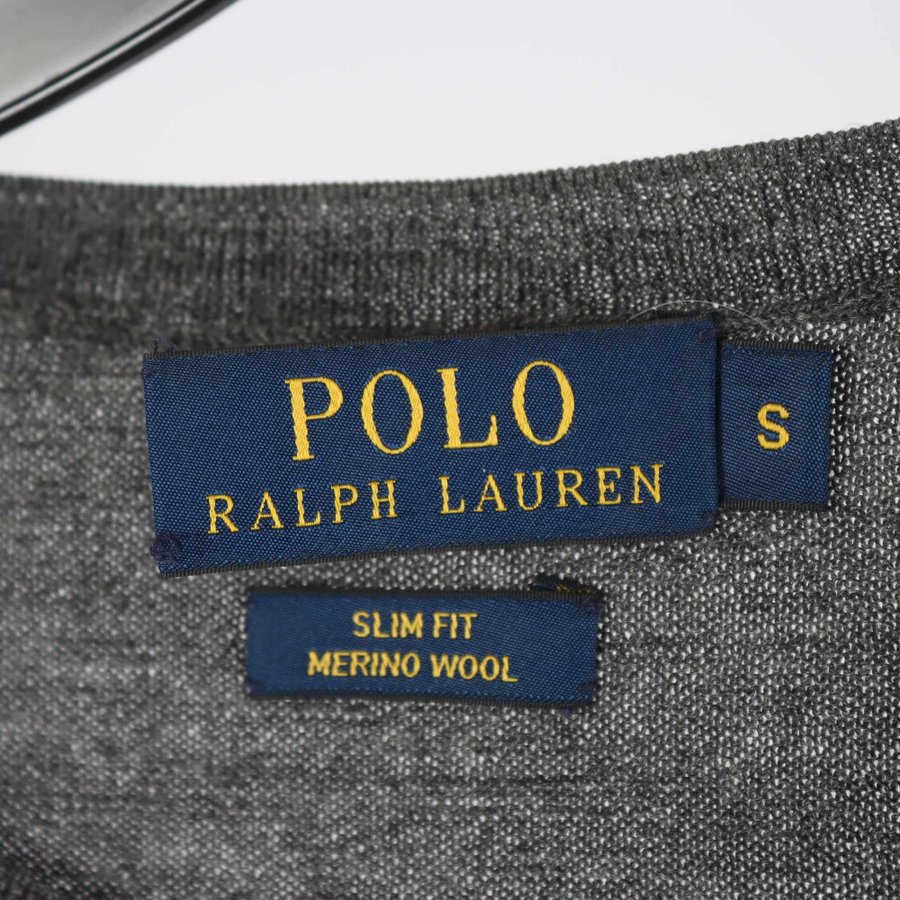 POLO
RALPH LAUREN
S
SLIM FIT
MERINO WOOL